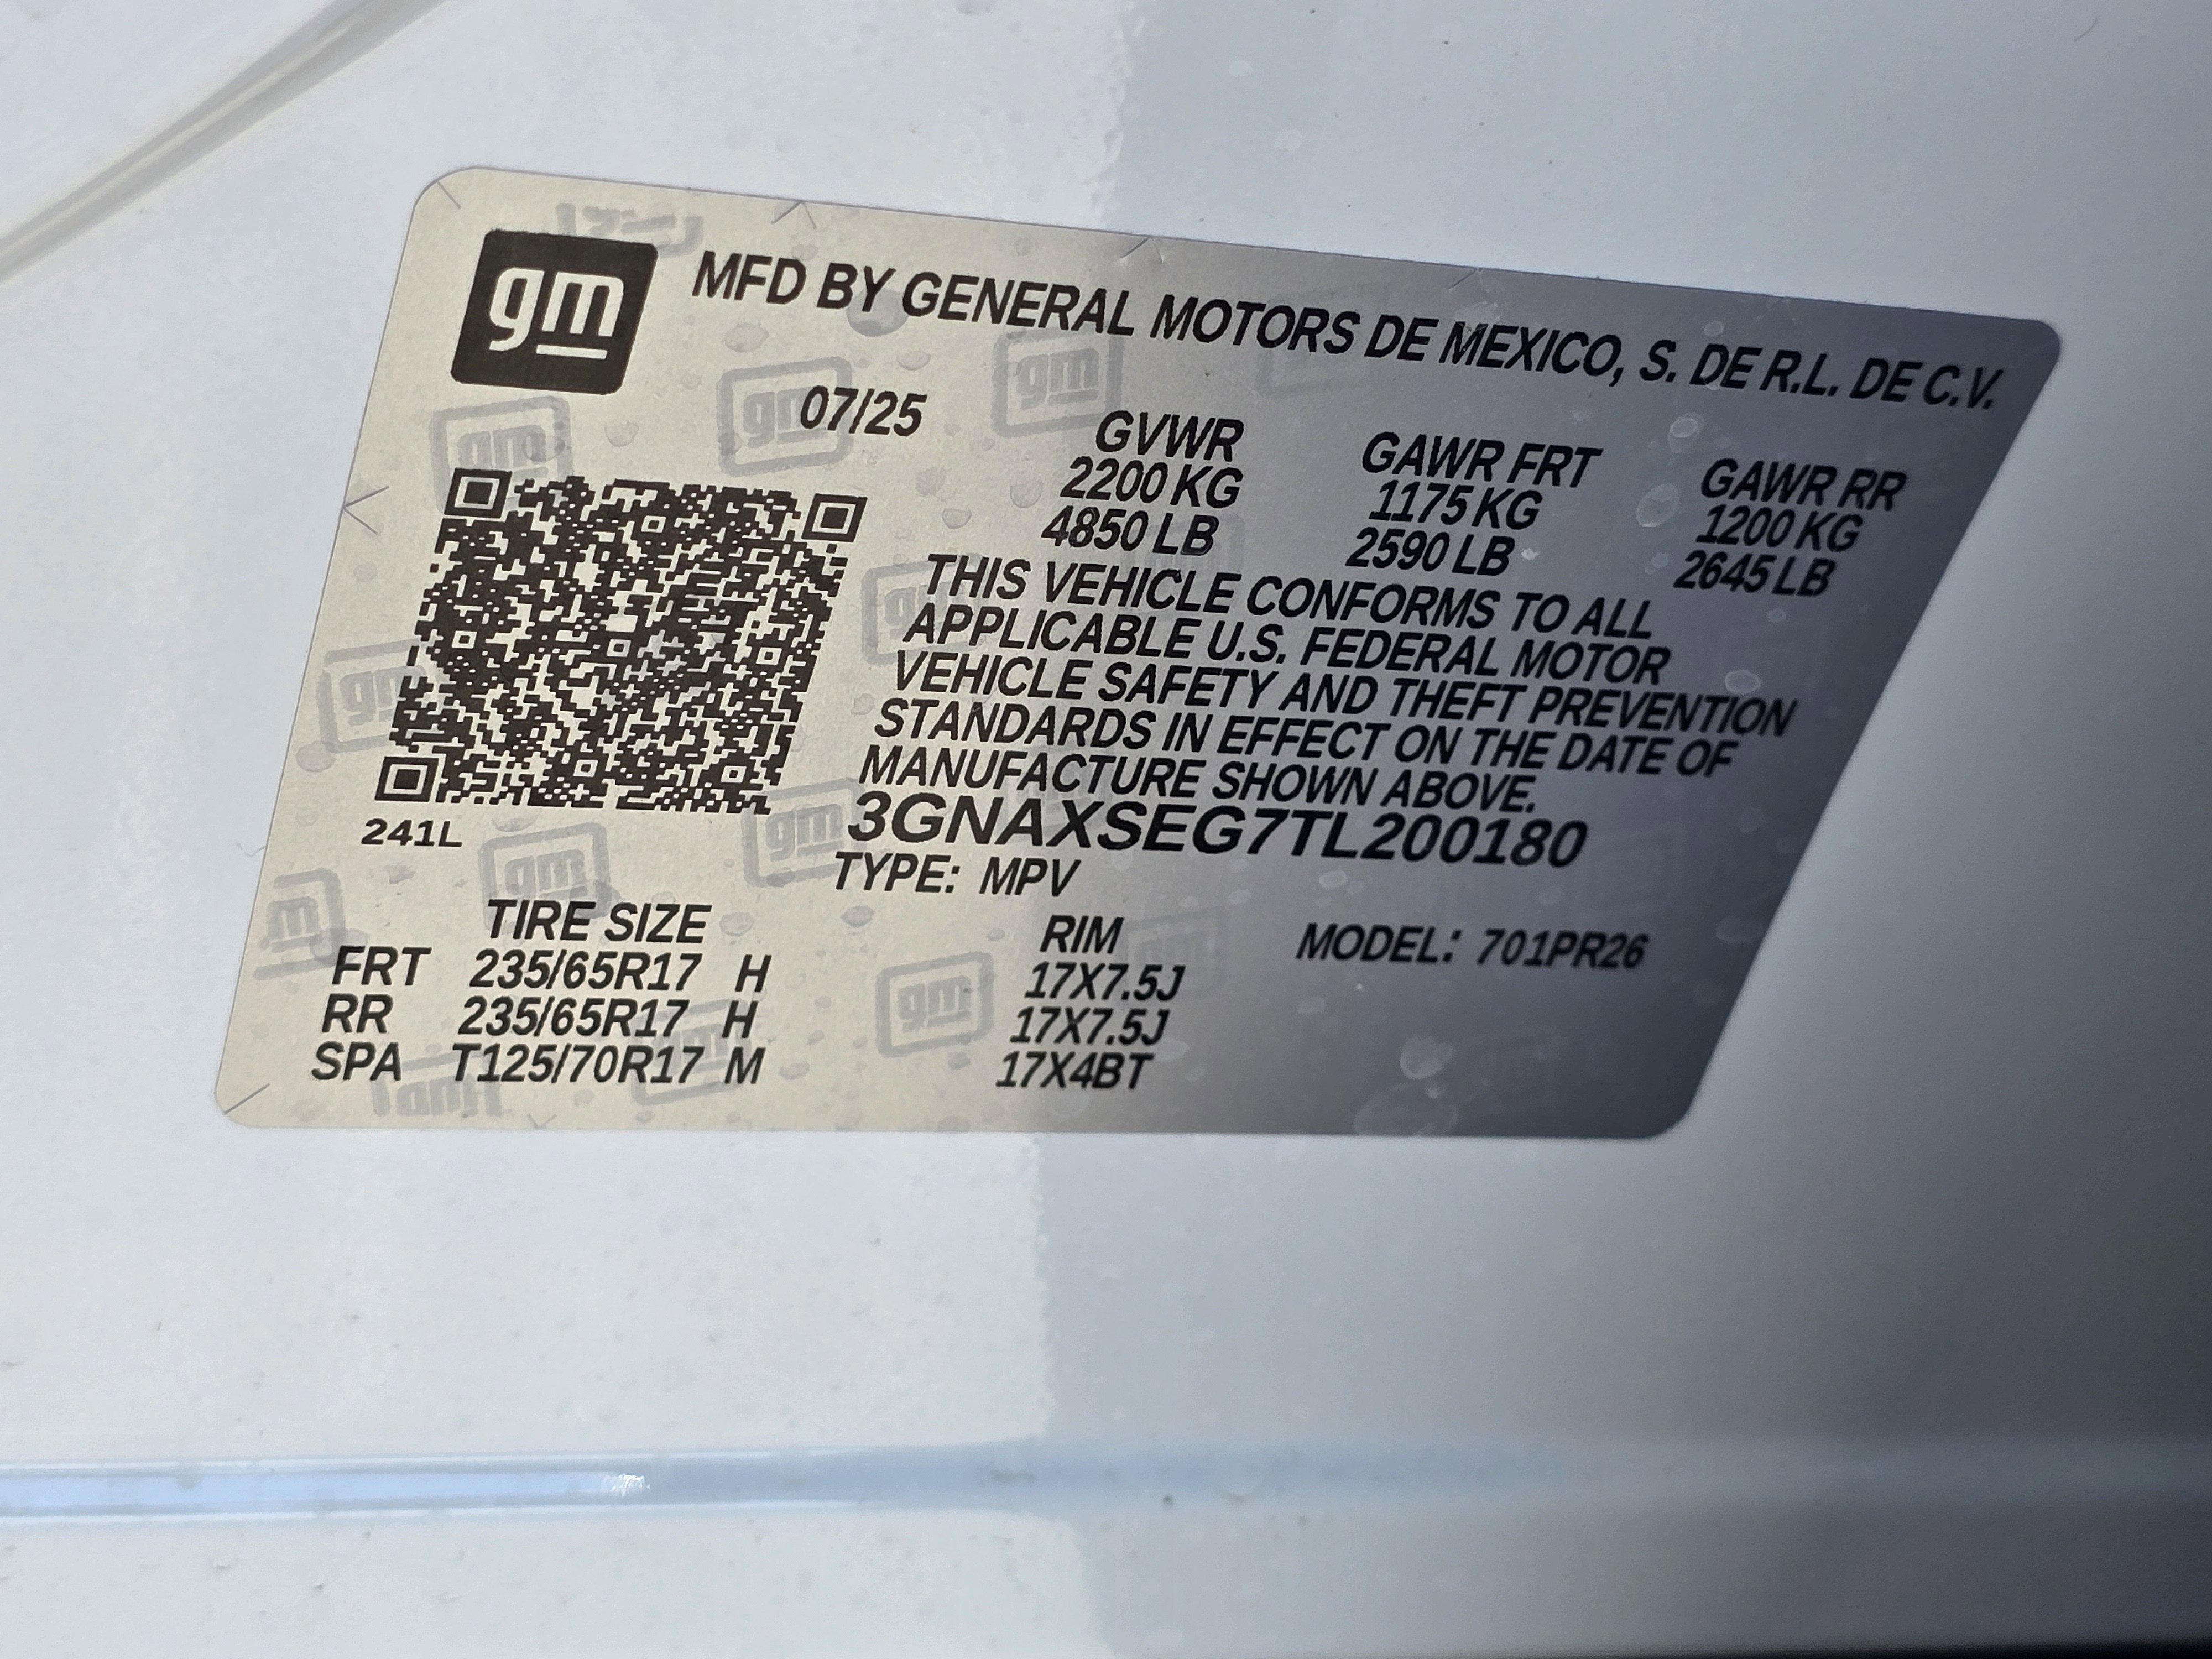 gm
MFD BY GENERAL MOTORS DE MEXICO, S. DE R.L. DE C.V.
07/25
GVWR GAWR FRT GAWR RR
2200 KG 1175 KG 1200 KG
4850 LB 2590 LB 2645 LB
THIS VEHICLE CONFORMS TO ALL
APPLICABLE U.S. FEDERAL MOTOR
VEHICLE SAFETY AND THEFT PREVENTION
STANDARDS IN EFFECT ON THE DATE OF
MANUFACTURE SHOWN ABOVE.
3GNAXSEG7TL200180
241L
TYPE: MPV
TIRE SIZE RIM MODEL: 701PR26
FRT 235/65R17 H 17X7.5J
RR 235/65R17 H 17X7.5J
SPA T125/70R17 M 17X4BT